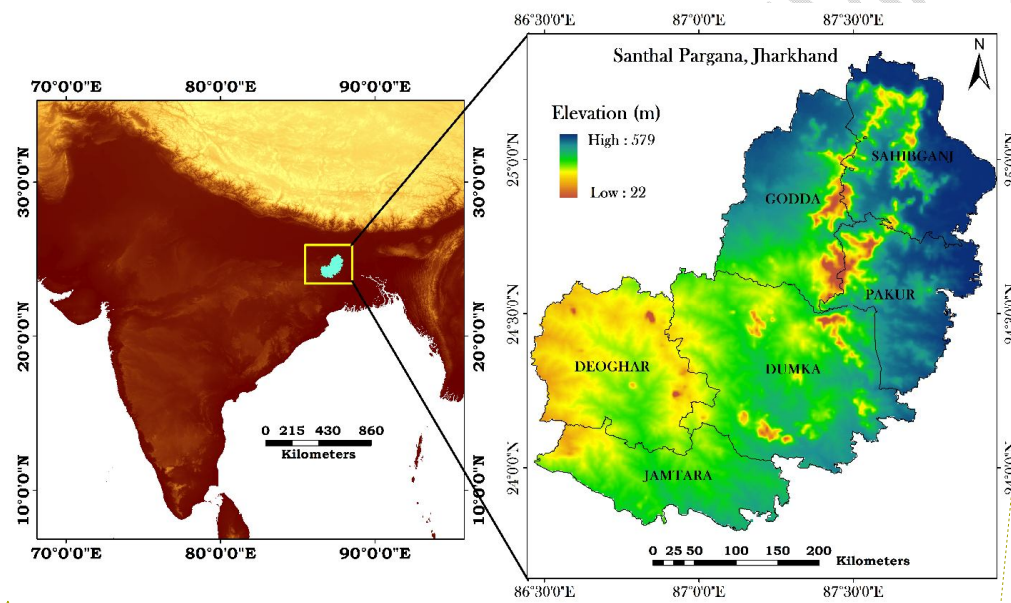 70°0'0"E 80°0'0"E 90°0'0"E
30°0'0"N
20°0'0"N
10°0'0"N
30°0'0"N
20°0'0"N
10°0'0"N
0 215 430 860
Kilometers
70°0'0"E 80°0'0"E 90°0'0"E
86°30'0"E 87°0'0"E 87°30'0"E
Santhal Pargana, Jharkhand
N
Elevation (m)
High : 579
Low : 22
SAHIBGANJ
GODDA
PAKUR
DEOGHAR
DUMKA
JAMTARA
25°0'0"N
24°30'0"N
24°0'0"N
0 25 50 100 150 200
Kilometers
86°30'0"E 87°0'0"E 87°30'0"E